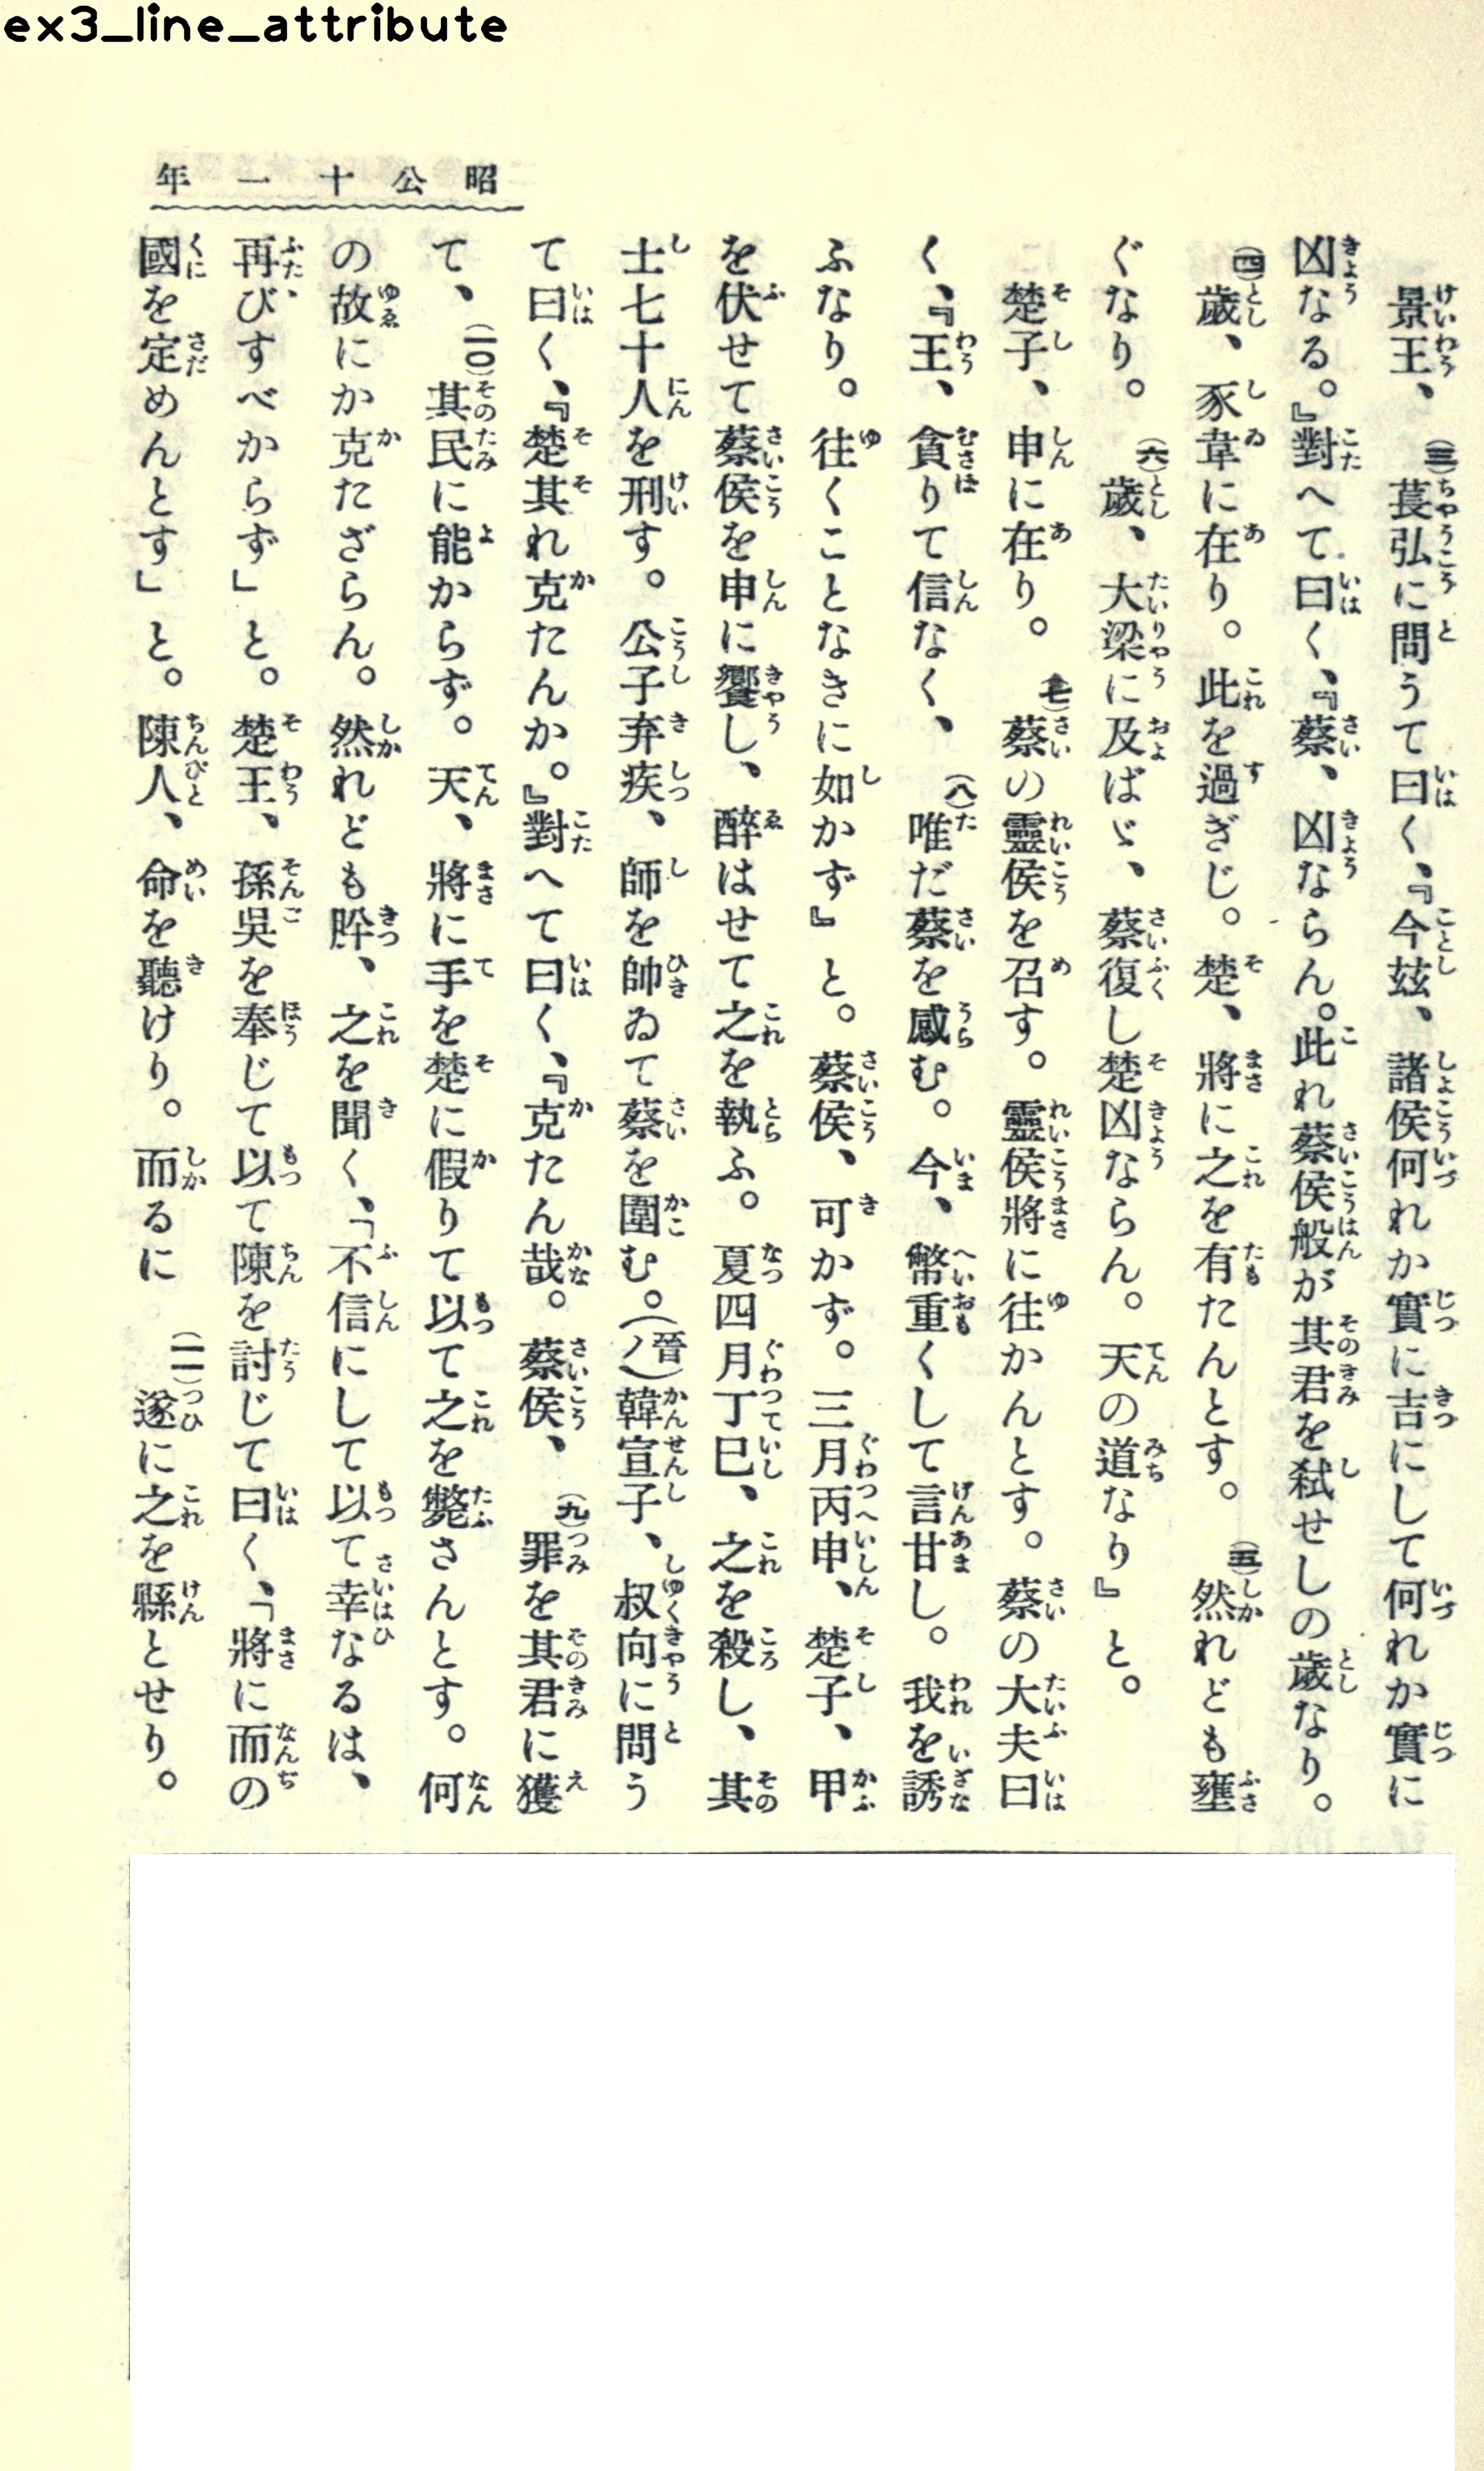 ex3_line_attribute
昭公十一年
景王、㈢萇弘に問うて曰く、『今玆、諸侯何れか實に吉にして何れか實に
凶なる。』對へて曰く、『蔡、凶ならん。此れ蔡侯般が其君を弑せしの歲なり。
㈣歲、豕韋に在り。此を過ぎじ。楚、將に之を有たんとす。㈤然れども壅
ぐなり。㈥歲、大梁に及ばゞ、蔡復し楚凶ならん。天の道なり』と。
楚子、申に在り。㈦蔡の靈侯を召す。靈侯將に往かんとす。蔡の大夫曰
く、『王、貪りて信なく、㈧唯だ蔡を感む。今、幣重くして言甘し。我を誘
ふなり。往くことなきに如かず』と。蔡侯、可かず。三月丙申、楚子、甲
を伏せて蔡侯を申に饗し、醉はせて之を執ふ。夏四月丁巳、之を殺し、其
士七十人を刑す。公子弃疾、師を帥ゐて蔡を圍む。(晉ノ)韓宣子、叔向に問う
て曰く、『楚其れ克たんか。』對へて曰く、『克たん哉。蔡侯、㈨罪を其君に獲
て、(一〇)其民に能からず。天、將に手を楚に假りて以て之を斃さんとす。何
の故にか克たざらん。然れども肸、之を聞く、「不信にして以て幸なるは、
再びすべからず」と。楚王、孫吳を奉じて以て陳を討じて曰く、「將に而の
國を定めんとす」と。陳人、命を聽けり。而るに(一一)遂に之を縣とせり。